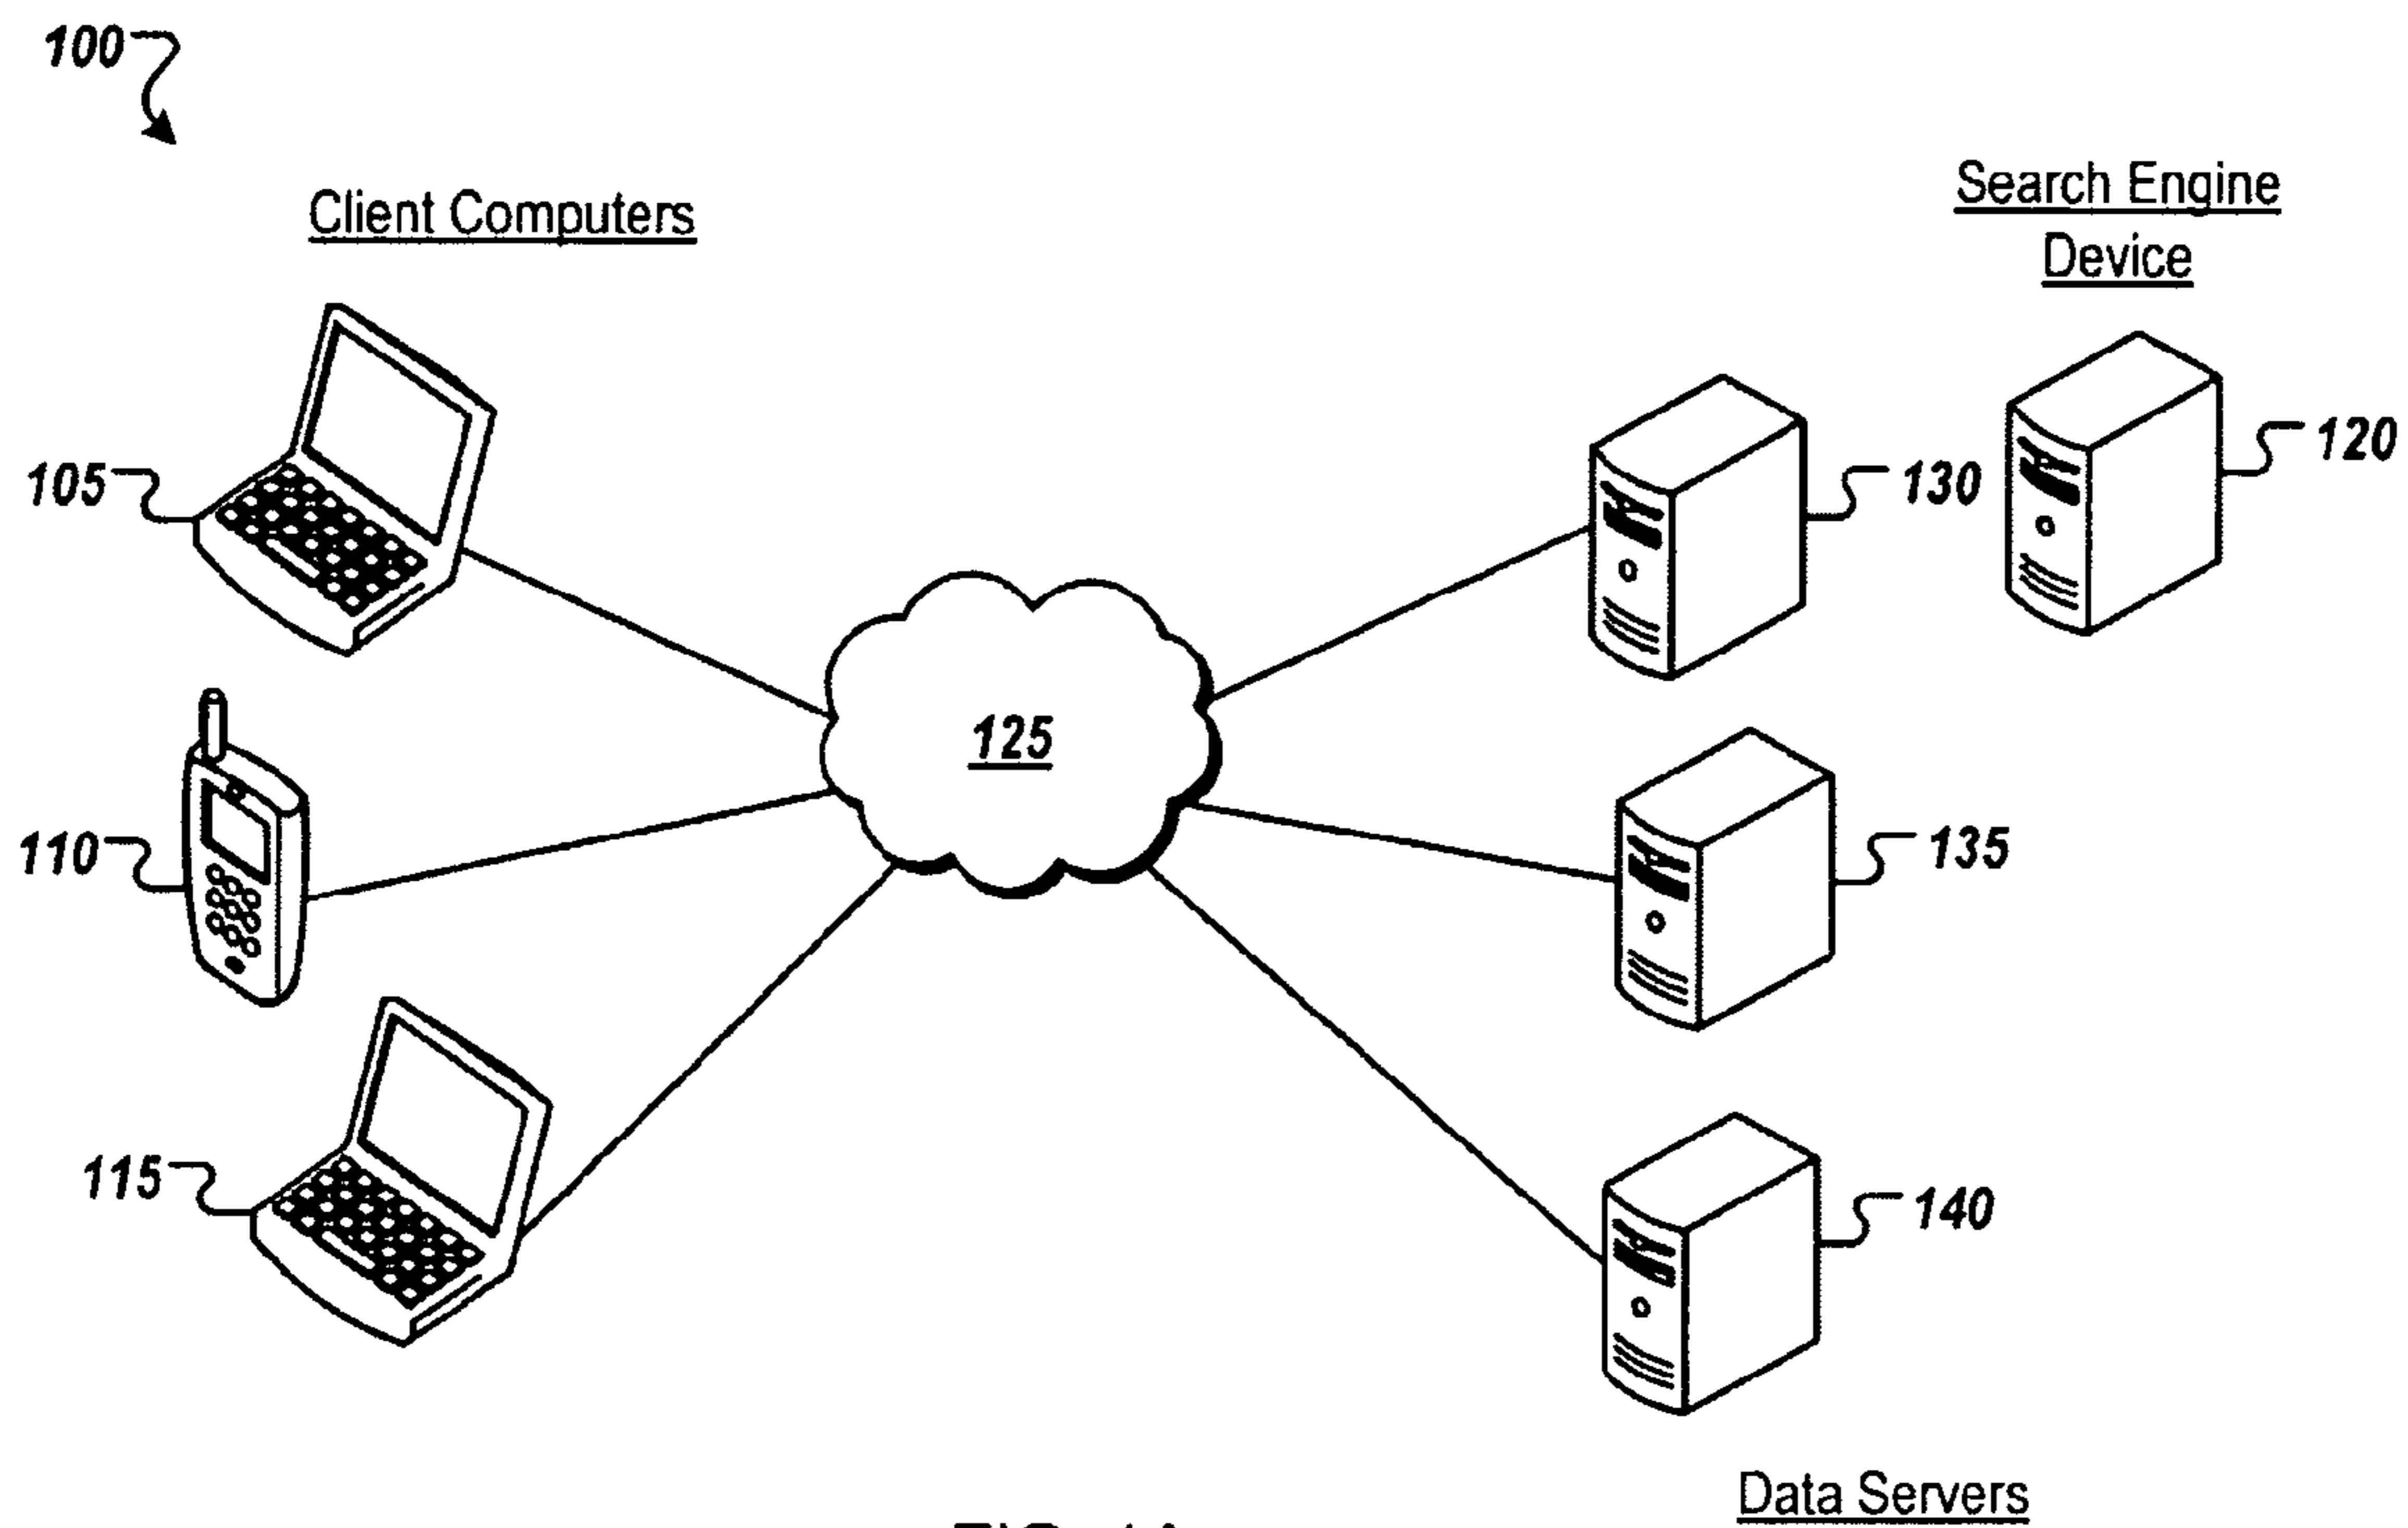 100
Search Engine
Device
Client Computers
105
130
120
125
110
135
115
140
Data Servers